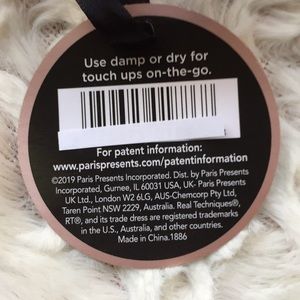 Use damp or dry for
touch ups on-the-go.
For patent information:
www.parispresents.com/patentinformation
©2019 Paris Presents Incorporated. Dist. by Paris Presents
Incorporated, Gurnee, IL 60031 USA, UK- Paris Presents
UK Ltd., London W2 6LG, AUS-Chemcorp Pty Ltd,
Taren Point NSW 2229, Australia. Real Techniques®,
RT®, and its trade dress are registered trademarks
in the U.S., Australia, and other countries.
Made in China.1886